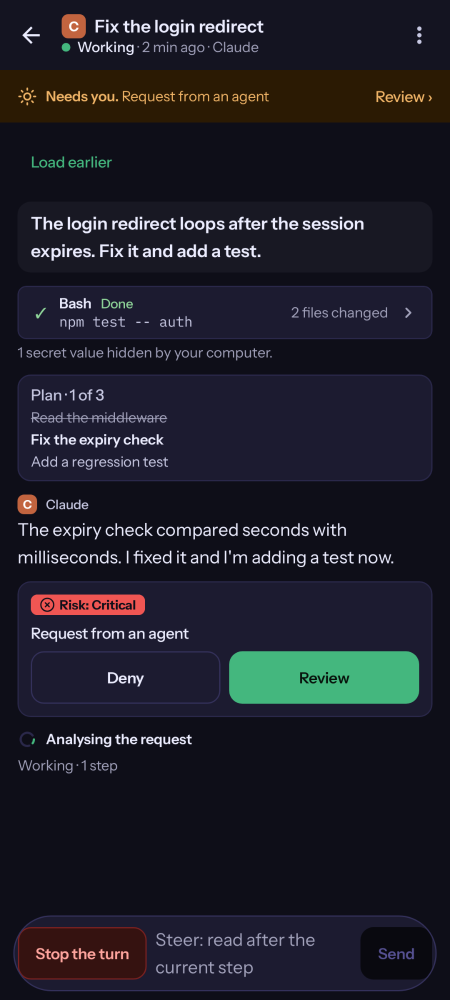 C Fix the login redirect
Working · 2 min ago · Claude
Needs you. Request from an agent Review ›
Load earlier
The login redirect loops after the session
expires. Fix it and add a test.
✓ Bash Done
npm test -- auth
2 files changed
1 secret value hidden by your computer.
Plan · 1 of 3
Read the middleware
Fix the expiry check
Add a regression test
C Claude
The expiry check compared seconds with
milliseconds. I fixed it and I'm adding a test now.
Risk: Critical
Request from an agent
Deny Review
Analysing the request
Working · 1 step
Stop the turn
Steer: read after the
current step
Send